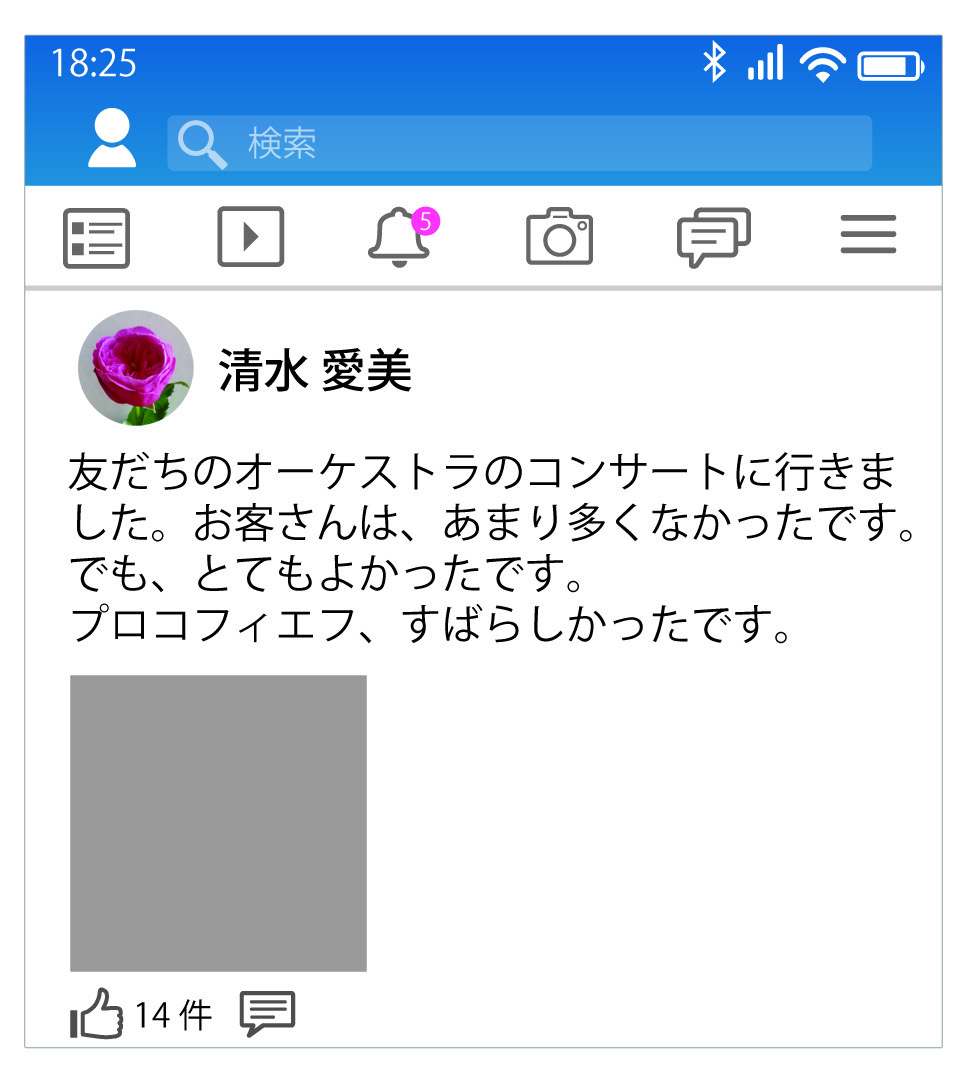 18:25
検索
5
清水 愛美
友だちのオーケストラのコンサートに行きま
した。お客さんは、あまり多くなかったです。
でも、とてもよかったです。
プロコフィエフ、すばらしかったです。
14 件